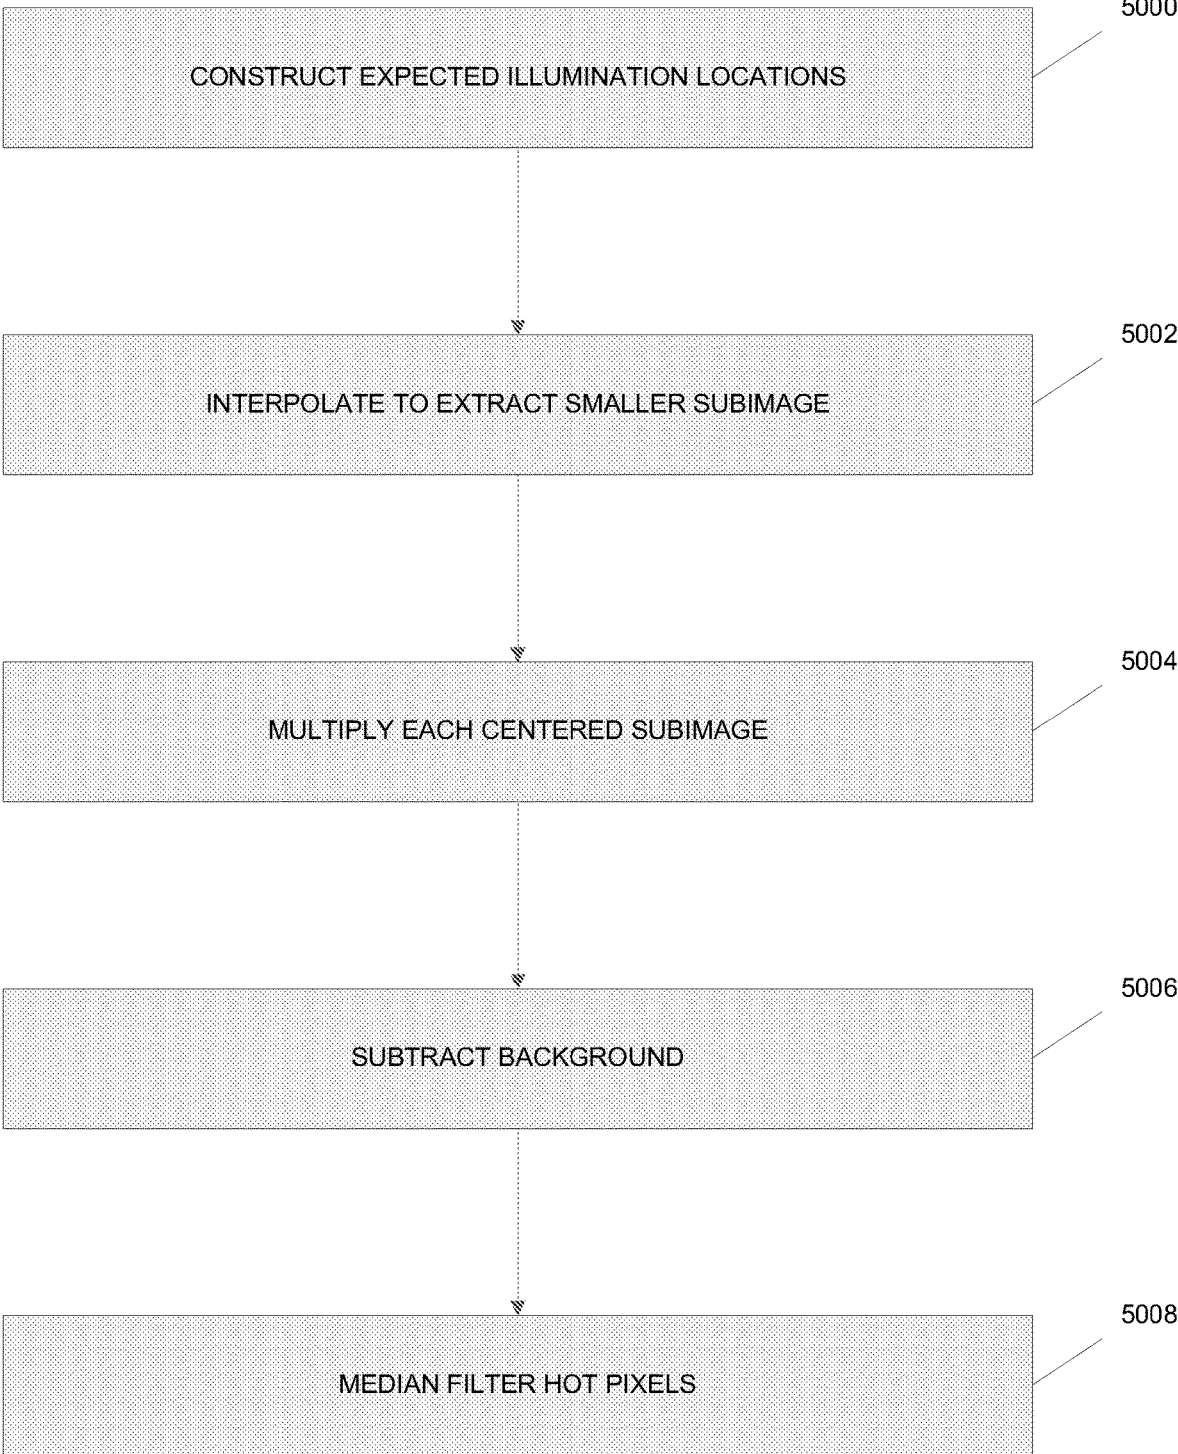 5000
CONSTRUCT EXPECTED ILLUMINATION LOCATIONS
5002
INTERPOLATE TO EXTRACT SMALLER SUBIMAGE
5004
MULTIPLY EACH CENTERED SUBIMAGE
5006
SUBTRACT BACKGROUND
5008
MEDIAN FILTER HOT PIXELS